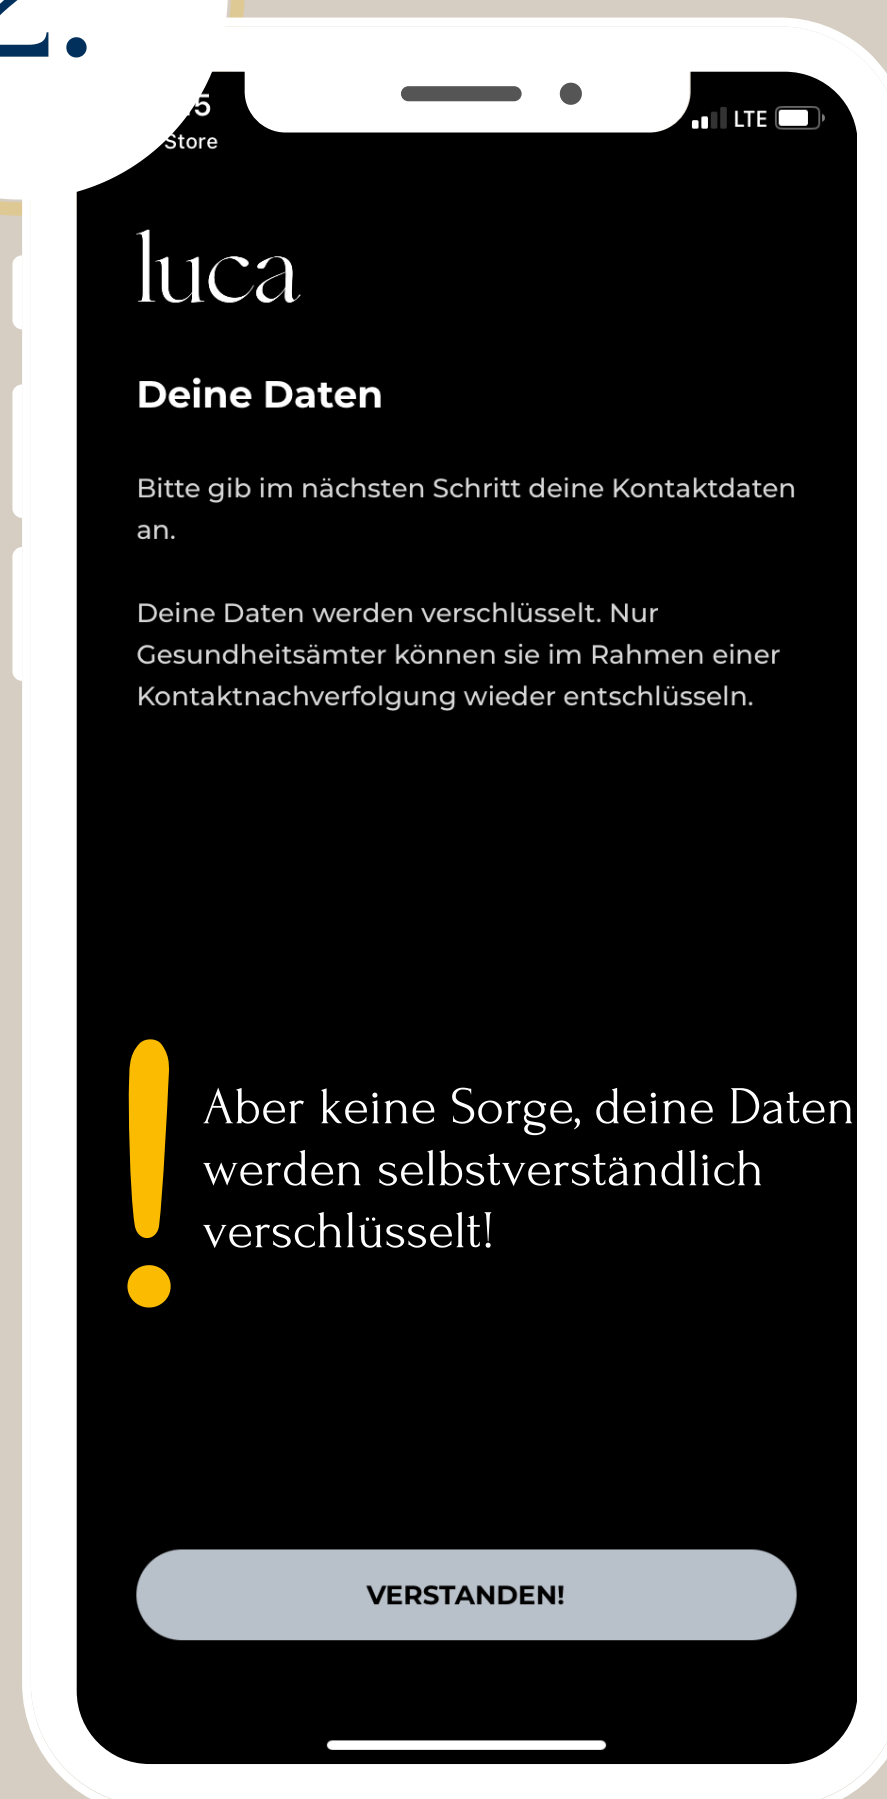 2.
Store
LTE
luca
Deine Daten
Bitte gib im nächsten Schritt deine Kontaktdaten
an.
Deine Daten werden verschlüsselt. Nur
Gesundheitsämter können sie im Rahmen einer
Kontaktnachverfolgung wieder entschlüsseln.
! Aber keine Sorge, deine Daten
werden selbstverständlich
verschlüsselt!
VERSTANDEN!